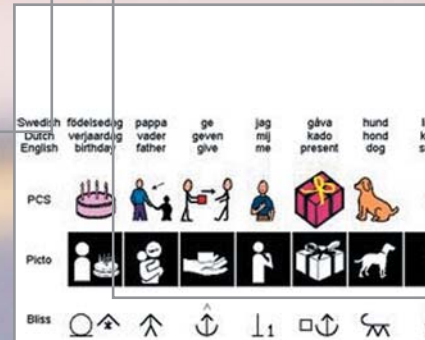 Swedish födelsedag pappa ge jag gåva hund
Dutch verjaardag vader geven mij kado hond
English birthday father give me present dog
PCS
Picto
Bliss
1